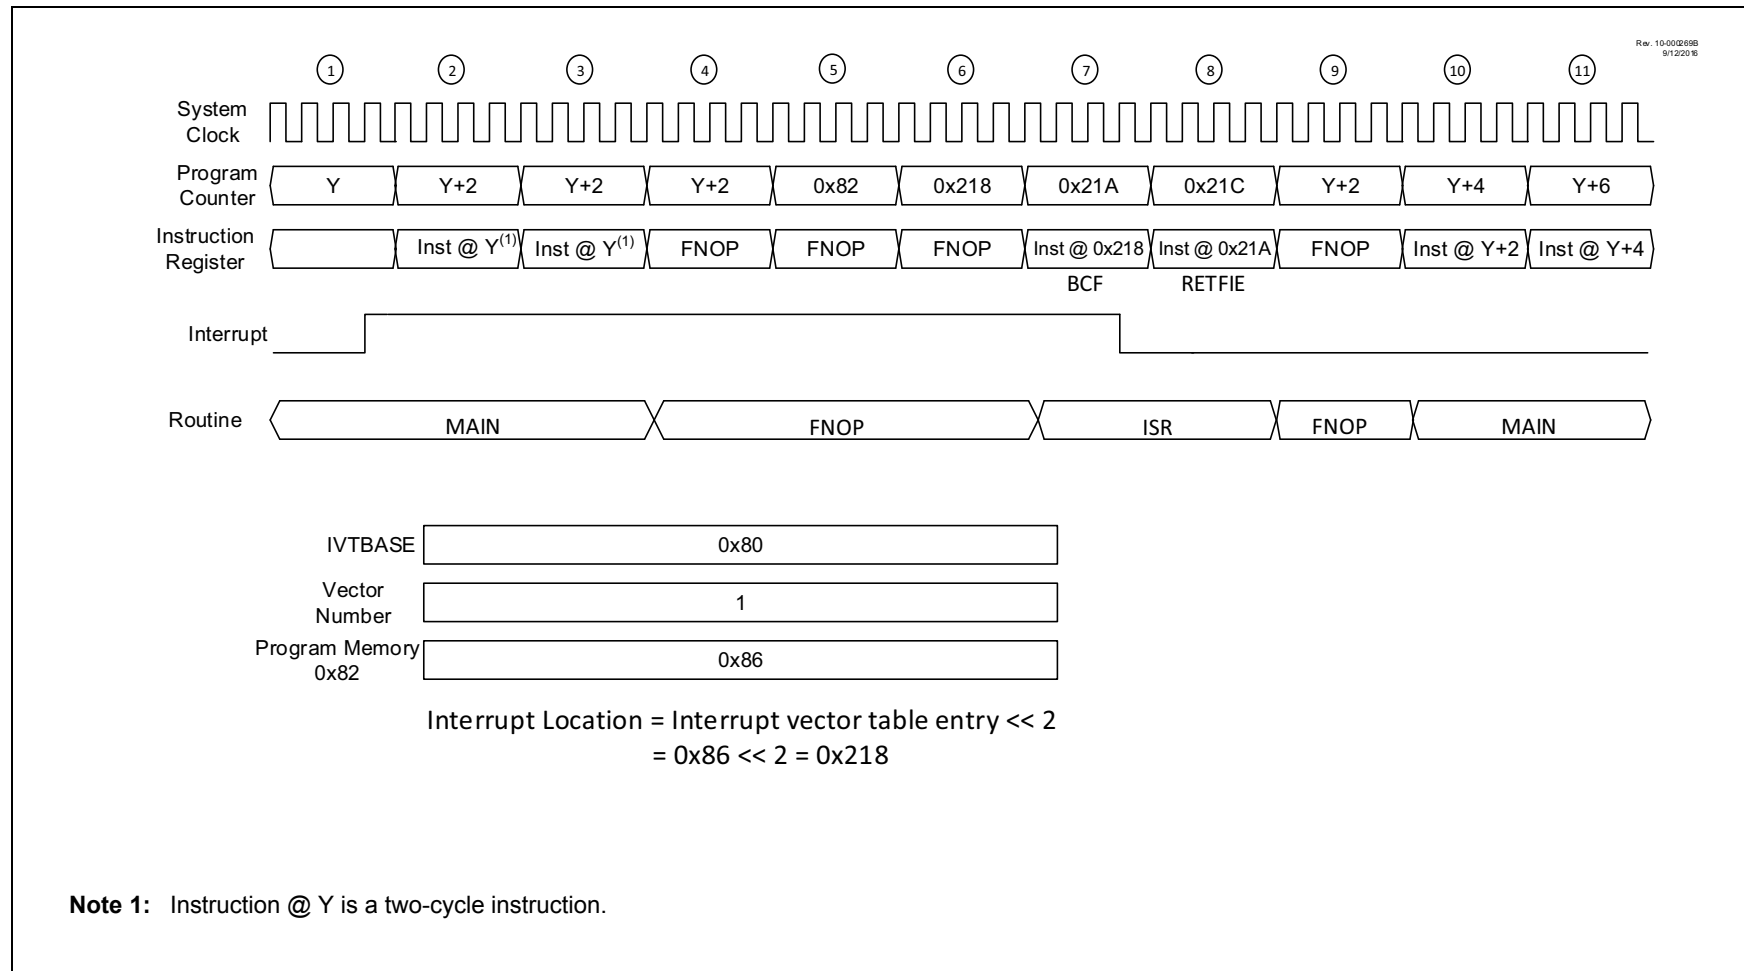 Rev. 10-000269B
9/12/2016
1 2 3 4 5 6 7 8 9 10 11
System
Clock
Program
Counter
Y Y+2 Y+2 Y+2 0x82 0x218 0x21A 0x21C Y+2 Y+4 Y+6
Instruction
Register
Inst @ Y(1) Inst @ Y(1) FNOP FNOP FNOP Inst @ 0x218 Inst @ 0x21A FNOP Inst @ Y+2 Inst @ Y+4
BCF RETFIE
Interrupt
Routine MAIN FNOP ISR FNOP MAIN
IVTBASE 0x80
Vector
Number
1
Program Memory
0x82
0x86
Interrupt Location = Interrupt vector table entry << 2
= 0x86 << 2 = 0x218
Note 1: Instruction @ Y is a two-cycle instruction.